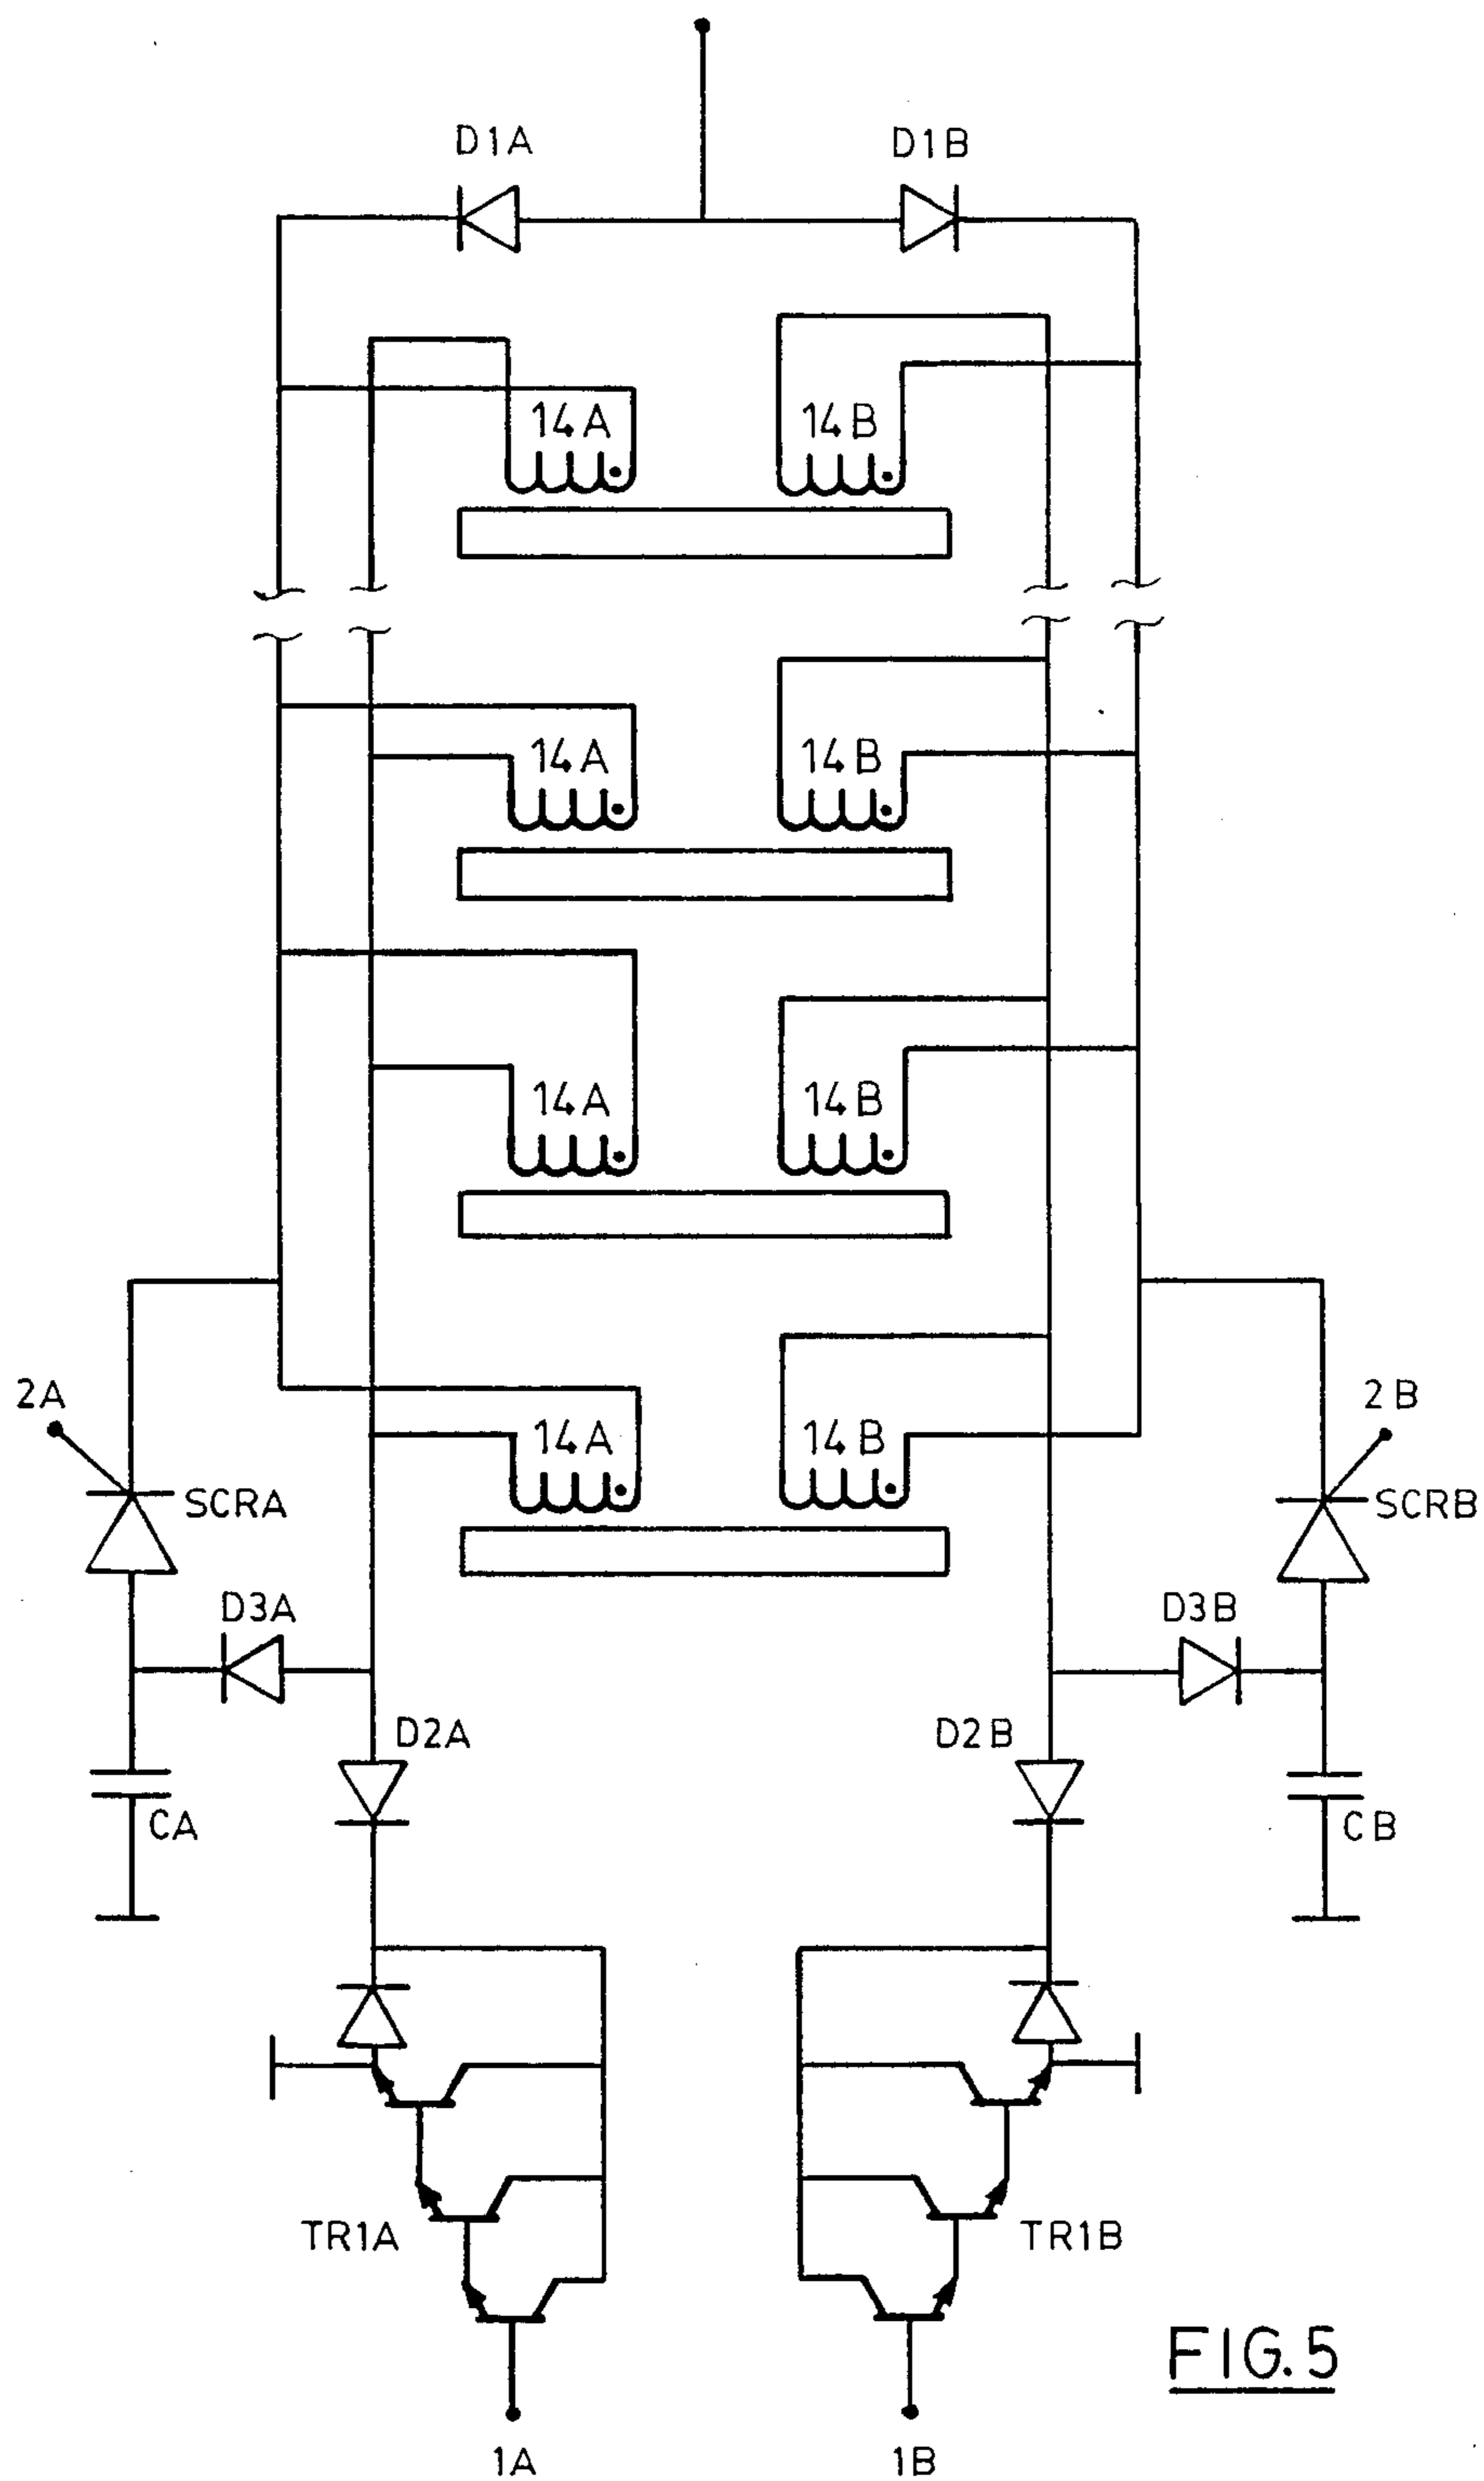 D1A D1B
14A 14B
14A 14B
14A 14B
2A 14A 14B 2B
SCRA SCRB
D3A D3B
D2A D2B
CA CB
TR1A TR1B
FIG.5
1A 1B